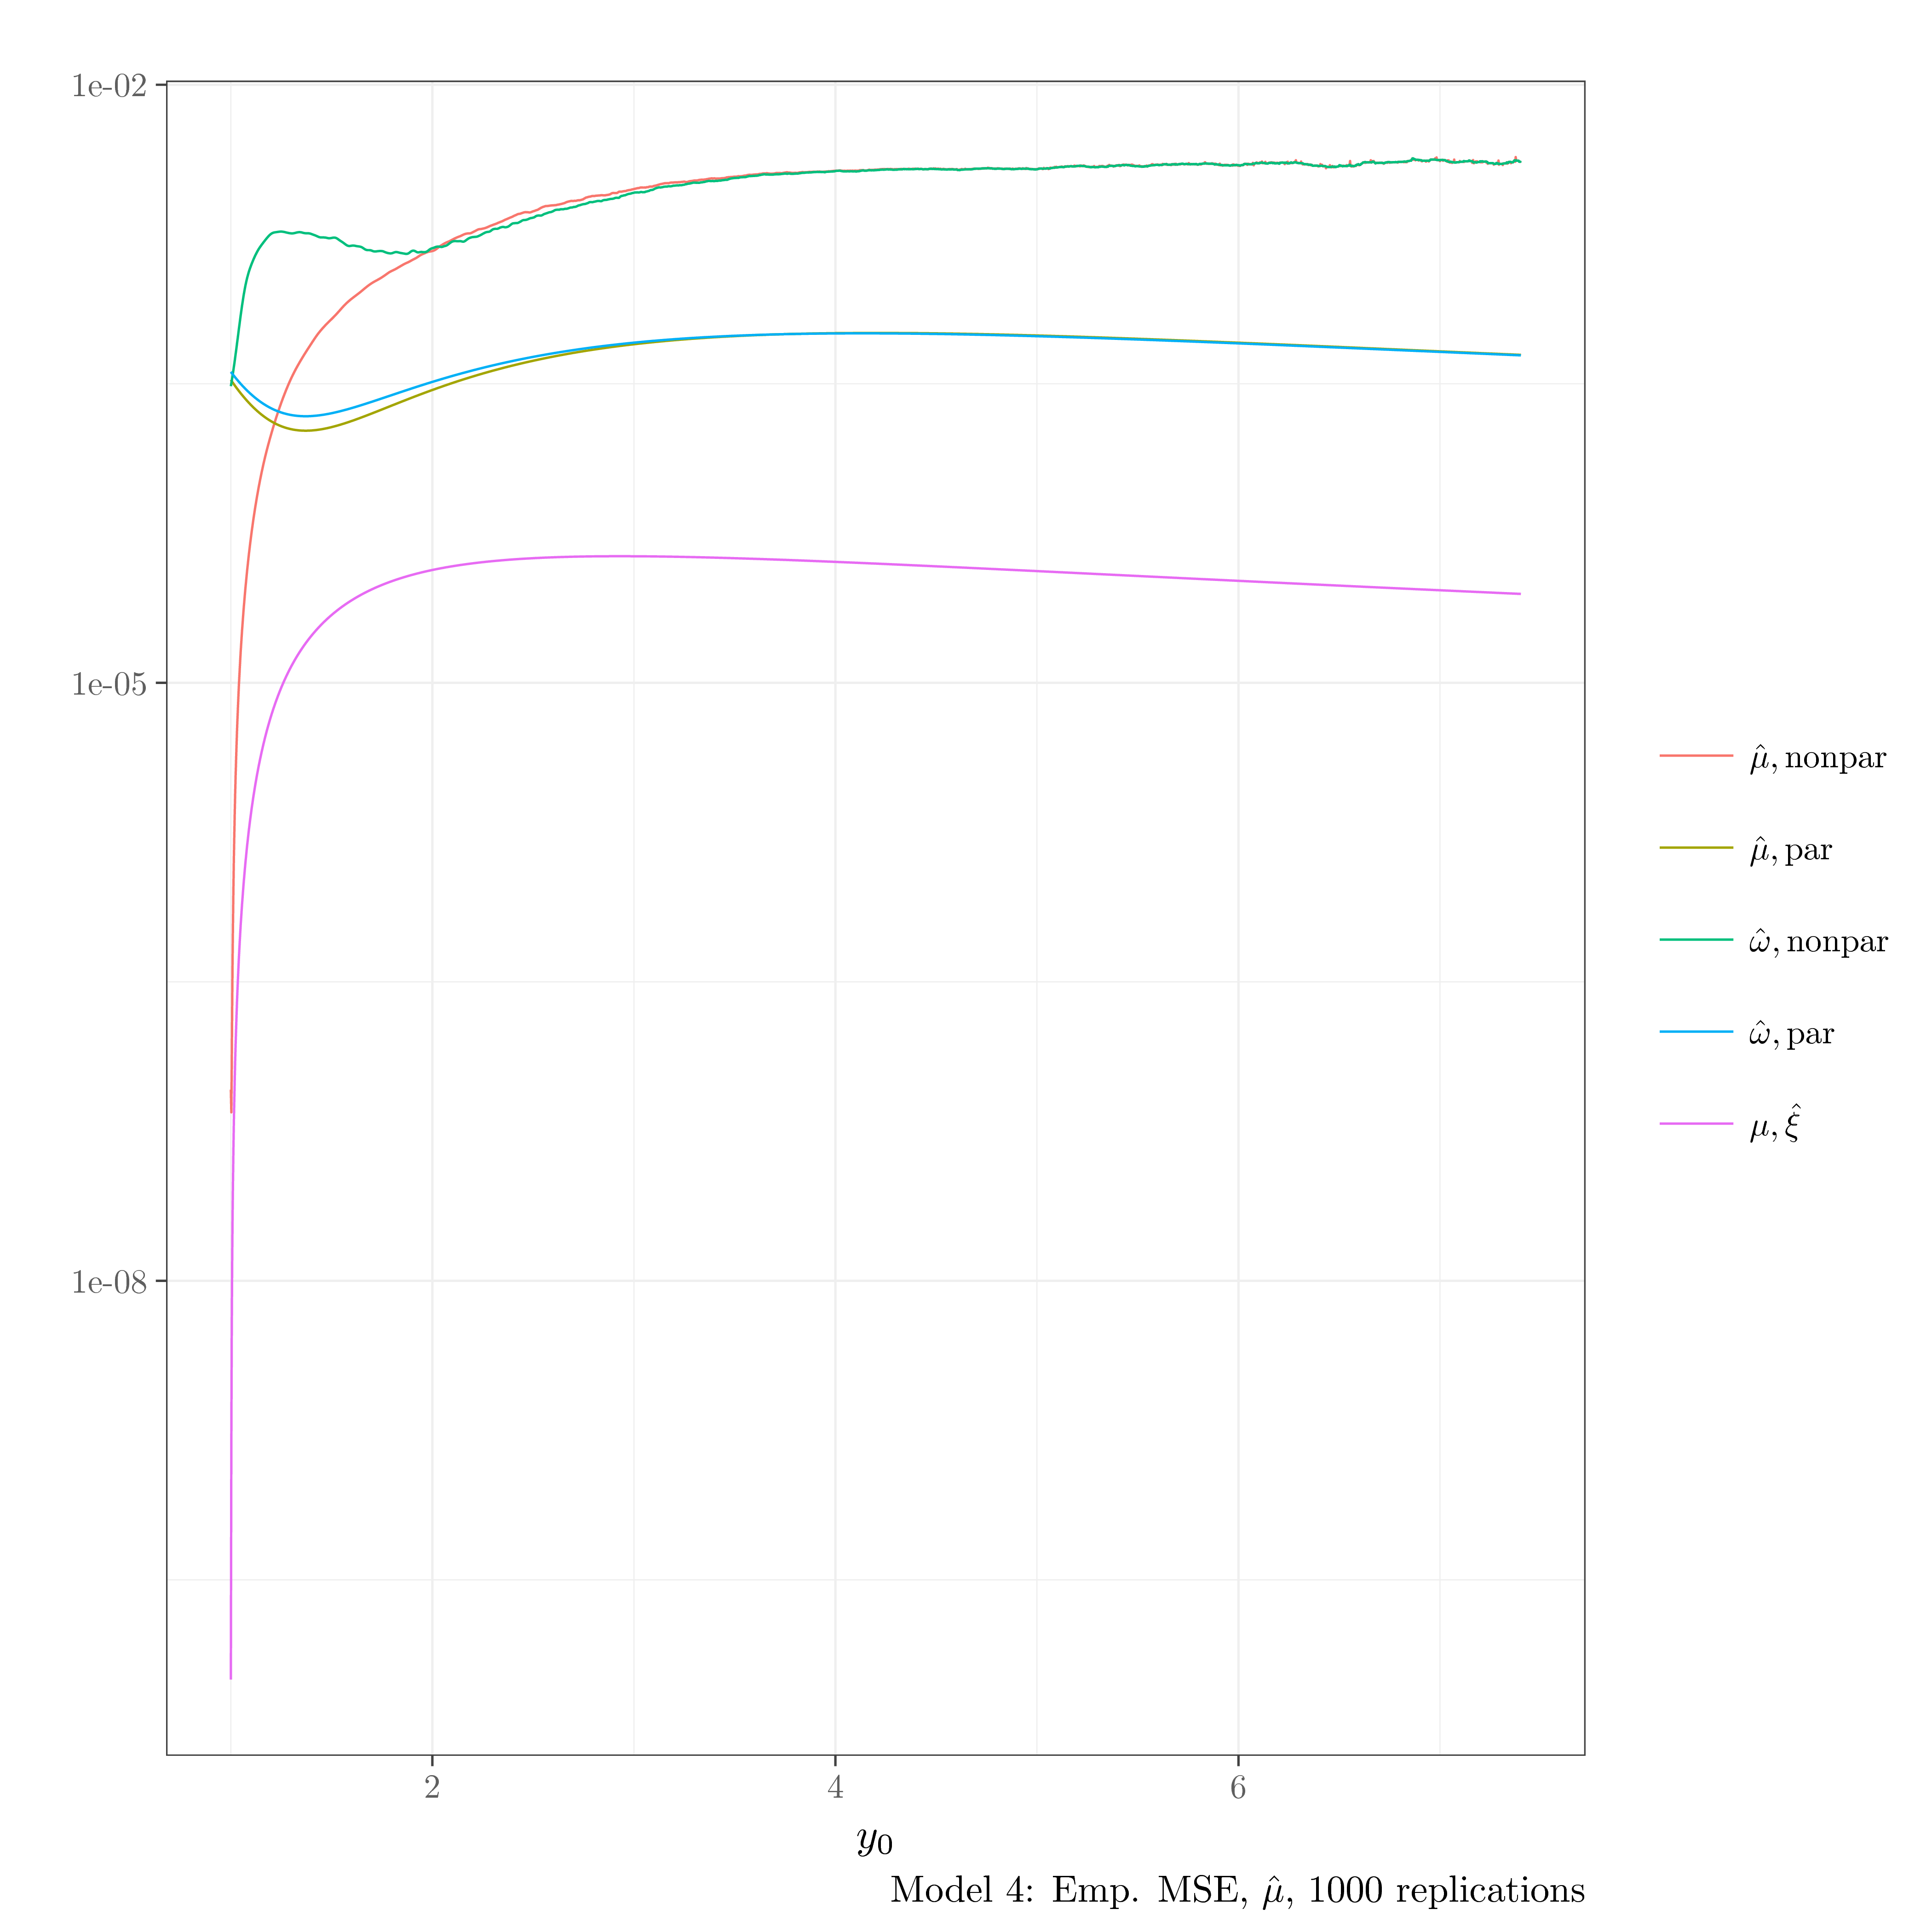 1e-02
1e-05
1e-08
2
4
6
y₀
μ̂, nonpar
μ̂, par
ω̂, nonpar
ω̂, par
μ, ξ̂
Model 4: Emp. MSE, μ̂, 1000 replications